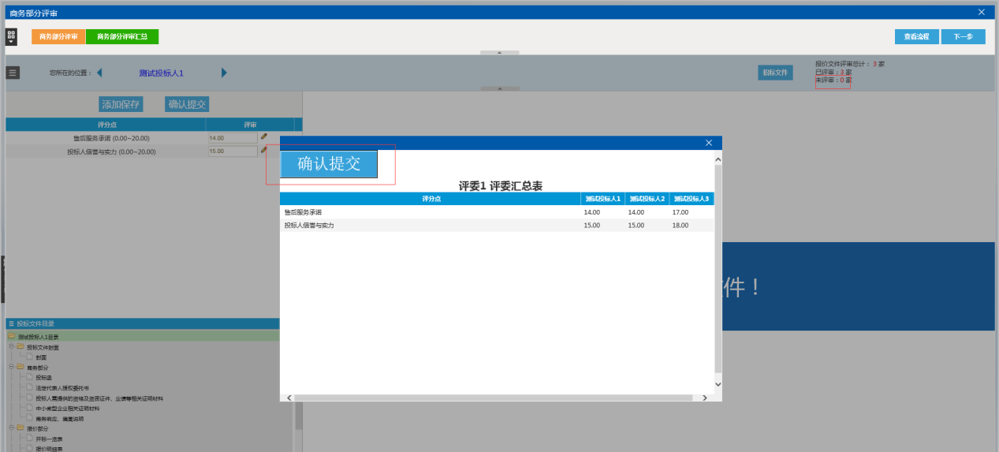 商务部分评审
商务部分评审 商务部分评审汇总 查看流程 下一步
您所在的位置： 测试投标人1 招标文件
报价文件评审总计： 3 家
已评审：3 家
未评审：0 家
添加保存 确认提交
评分点 评审
售后服务承诺 (0.00~20.00) 14.00
投标人信誉与实力 (0.00~20.00) 15.00
确认提交
评委1 评委汇总表
评分点 测试投标人1 测试投标人2 测试投标人3
售后服务承诺 14.00 14.00 17.00
投标人信誉与实力 15.00 15.00 18.00
件！
投标文件目录
测试投标人1目录
投标文件封面
封面
商务部分
投标函
法定代表人授权委托书
投标人需提供的资格及资质证件、业绩等相关证明材料
中小微型企业相关证明材料
商务响应、偏离说明
报价部分
开标一览表
报价明细表